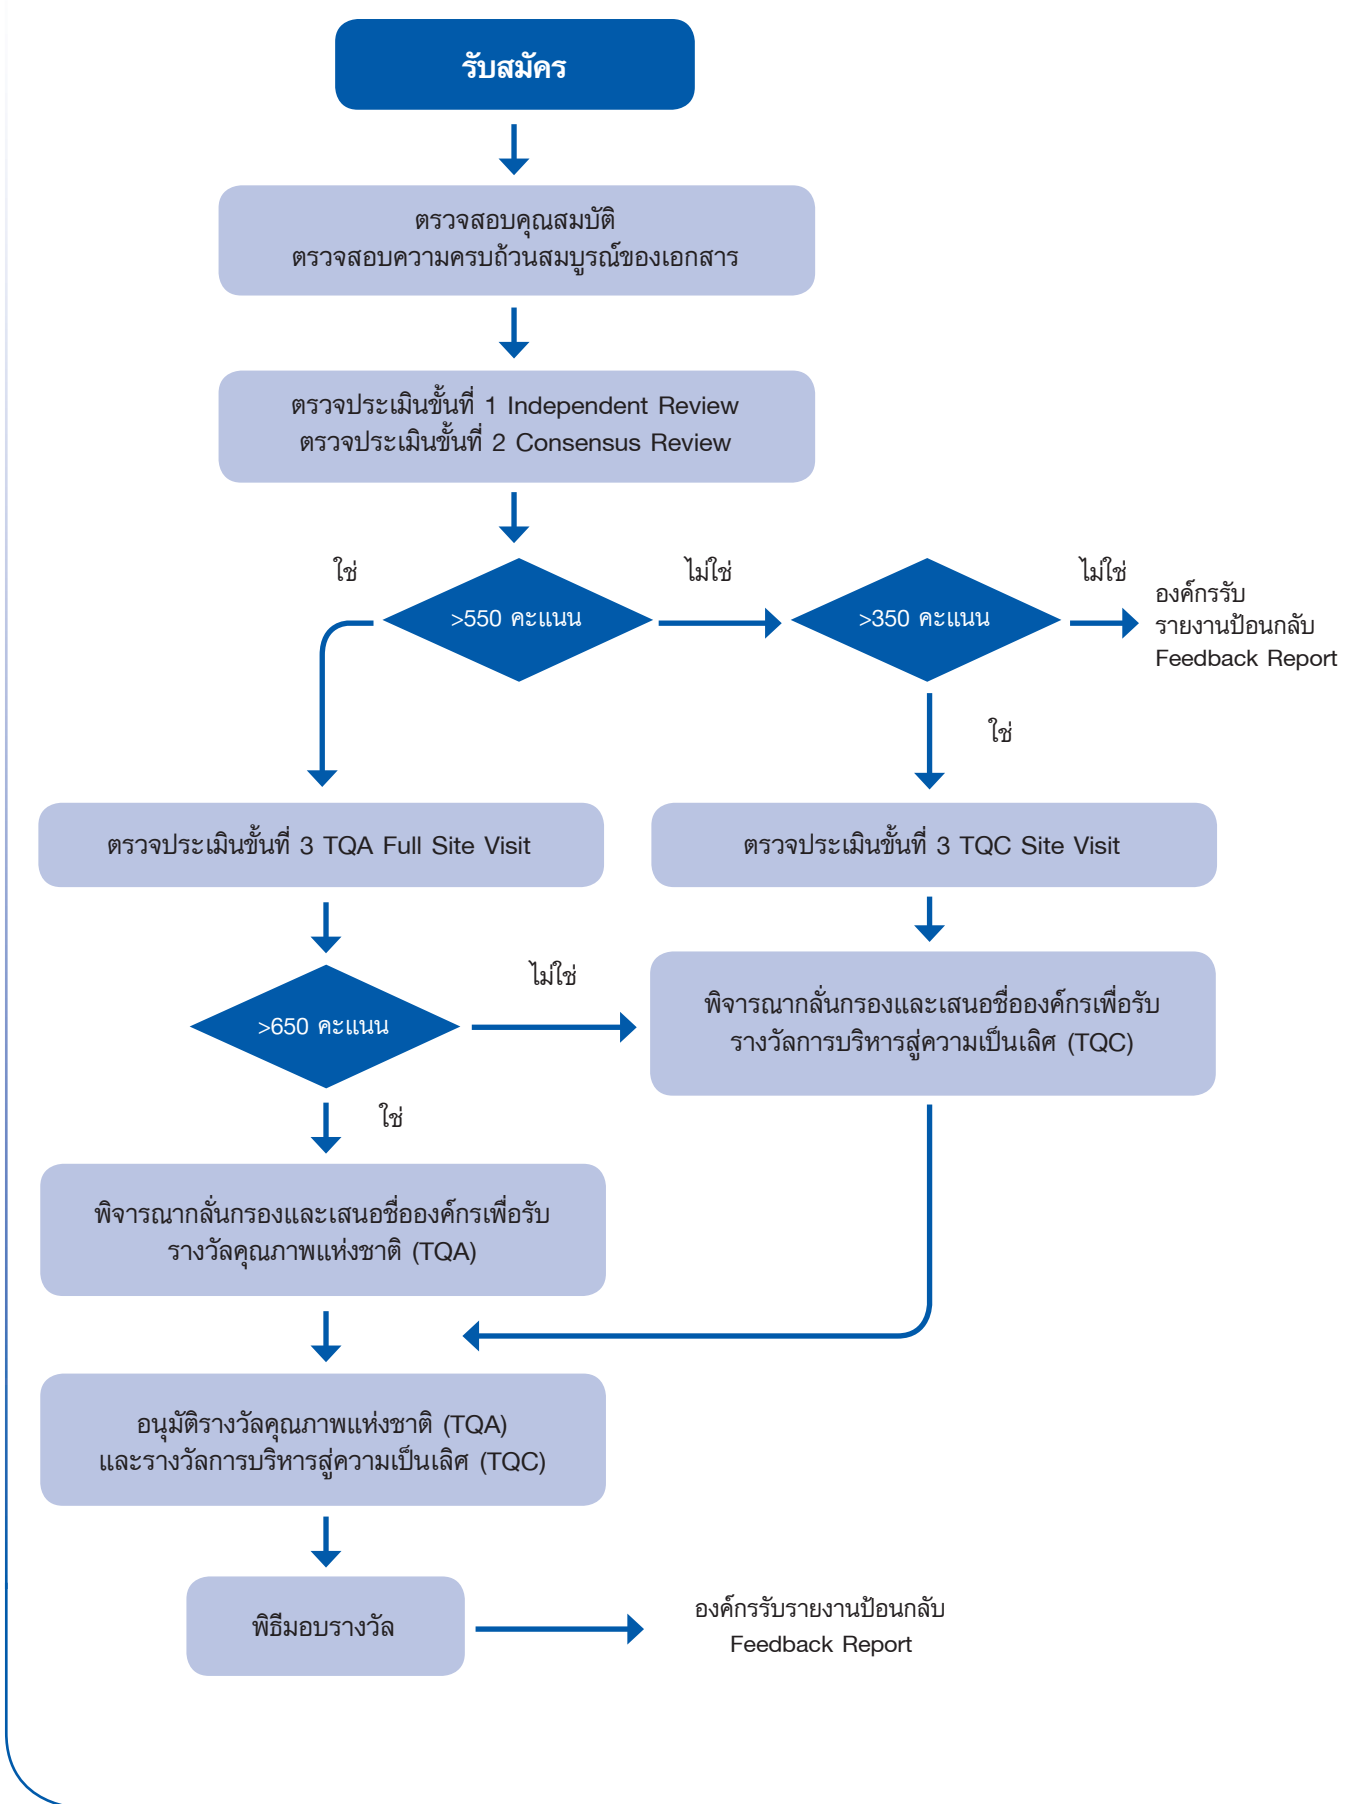 รับสมัคร
ตรวจสอบคุณสมบัติ
ตรวจสอบความครบถ้วนสมบูรณ์ของเอกสาร
ตรวจประเมินขั้นที่ 1 Independent Review
ตรวจประเมินขั้นที่ 2 Consensus Review
ใช่
>550 คะแนน
ไม่ใช่
>350 คะแนน
ไม่ใช่
องค์กรรับ
รายงานป้อนกลับ
Feedback Report
ใช่
ตรวจประเมินขั้นที่ 3 TQA Full Site Visit
ตรวจประเมินขั้นที่ 3 TQC Site Visit
>650 คะแนน
ไม่ใช่
พิจารณากลั่นกรองและเสนอชื่อองค์กรเพื่อรับ
รางวัลการบริหารสู่ความเป็นเลิศ (TQC)
ใช่
พิจารณากลั่นกรองและเสนอชื่อองค์กรเพื่อรับ
รางวัลคุณภาพแห่งชาติ (TQA)
อนุมัติรางวัลคุณภาพแห่งชาติ (TQA)
และรางวัลการบริหารสู่ความเป็นเลิศ (TQC)
พิธีมอบรางวัล
องค์กรรับรายงานป้อนกลับ
Feedback Report